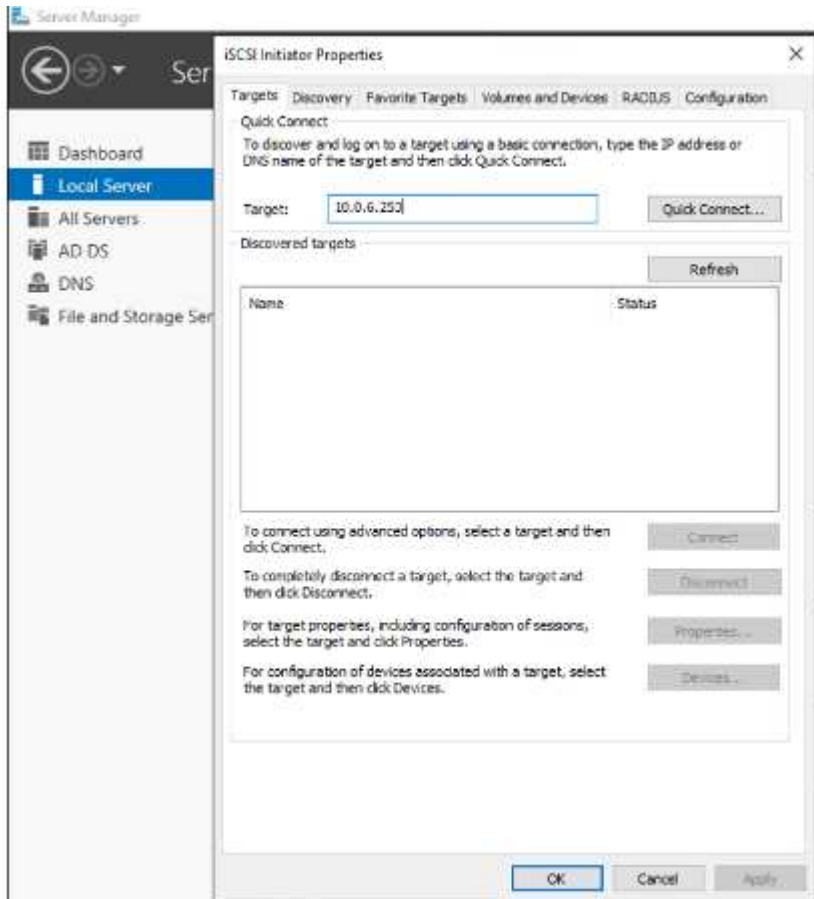 Server Manager
Ser
iSCSI Initiator Properties
Targets Discovery Favorite Targets Volumes and Devices RADIUS Configuration
Quick Connect
To discover and log on to a target using a basic connection, type the IP address or
DNS name of the target and then click Quick Connect.
Target: 10.0.6.253 Quick Connect...
Discovered targets
Refresh
Name Status
To connect using advanced options, select a target and then
click Connect.
Connect
To completely disconnect a target, select the target and
then click Disconnect.
Disconnect
For target properties, including configuration of sessions,
select the target and click Properties.
Properties...
For configuration of devices associated with a target, select
the target and then click Devices.
Devices...
OK Cancel Apply
Dashboard
Local Server
All Servers
AD DS
DNS
File and Storage Ser